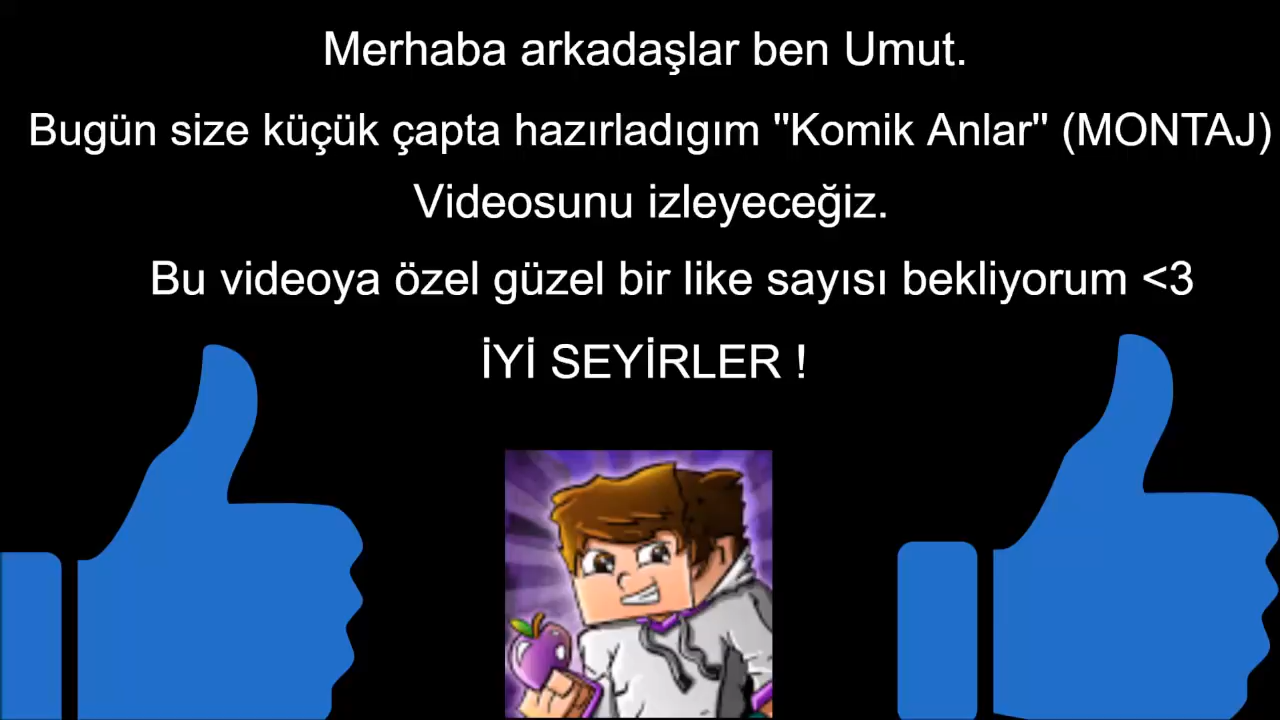 Merhaba arkadaşlar ben Umut.
Bugün size küçük çapta hazırladıgım "Komik Anlar" (MONTAJ)
Videosunu izleyeceğiz.
Bu videoya özel güzel bir like sayısı bekliyorum <3
İYİ SEYİRLER !